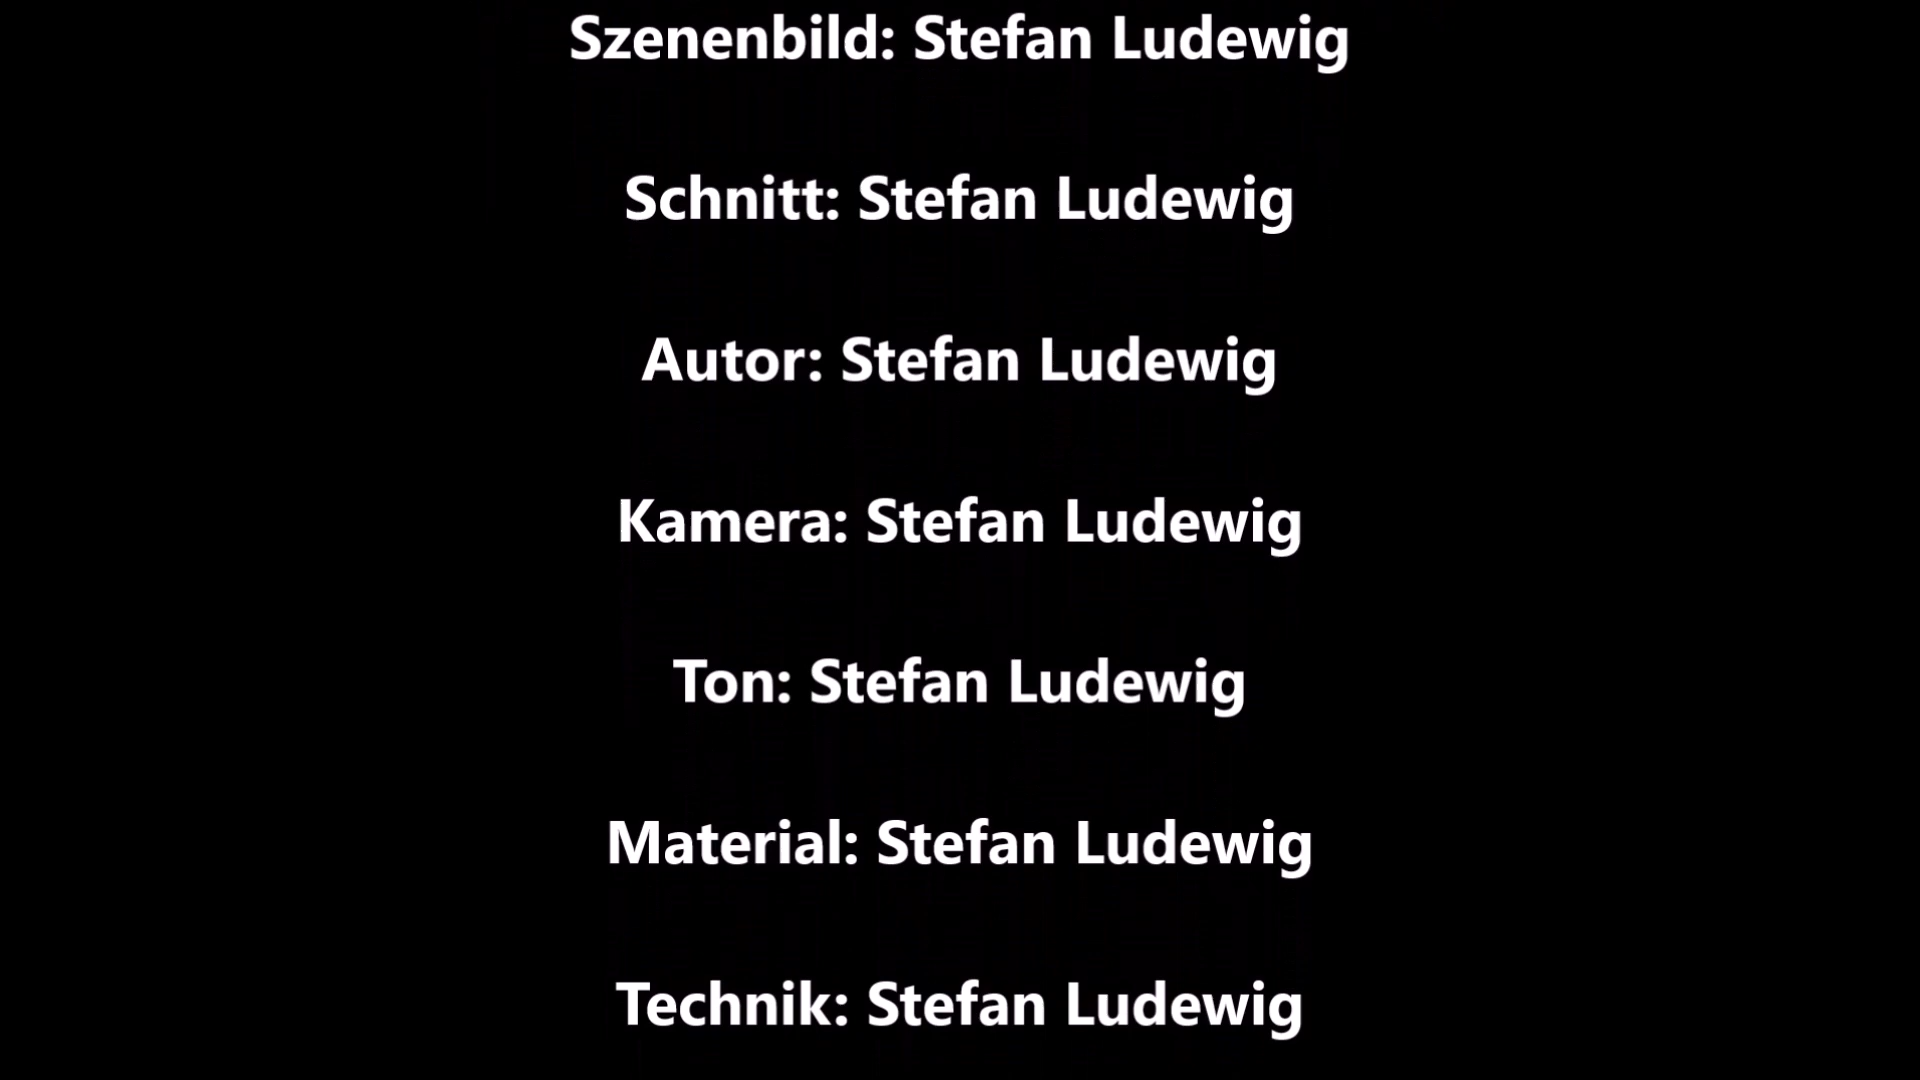 Szenenbild: Stefan Ludewig
Schnitt: Stefan Ludewig
Autor: Stefan Ludewig
Kamera: Stefan Ludewig
Ton: Stefan Ludewig
Material: Stefan Ludewig
Technik: Stefan Ludewig